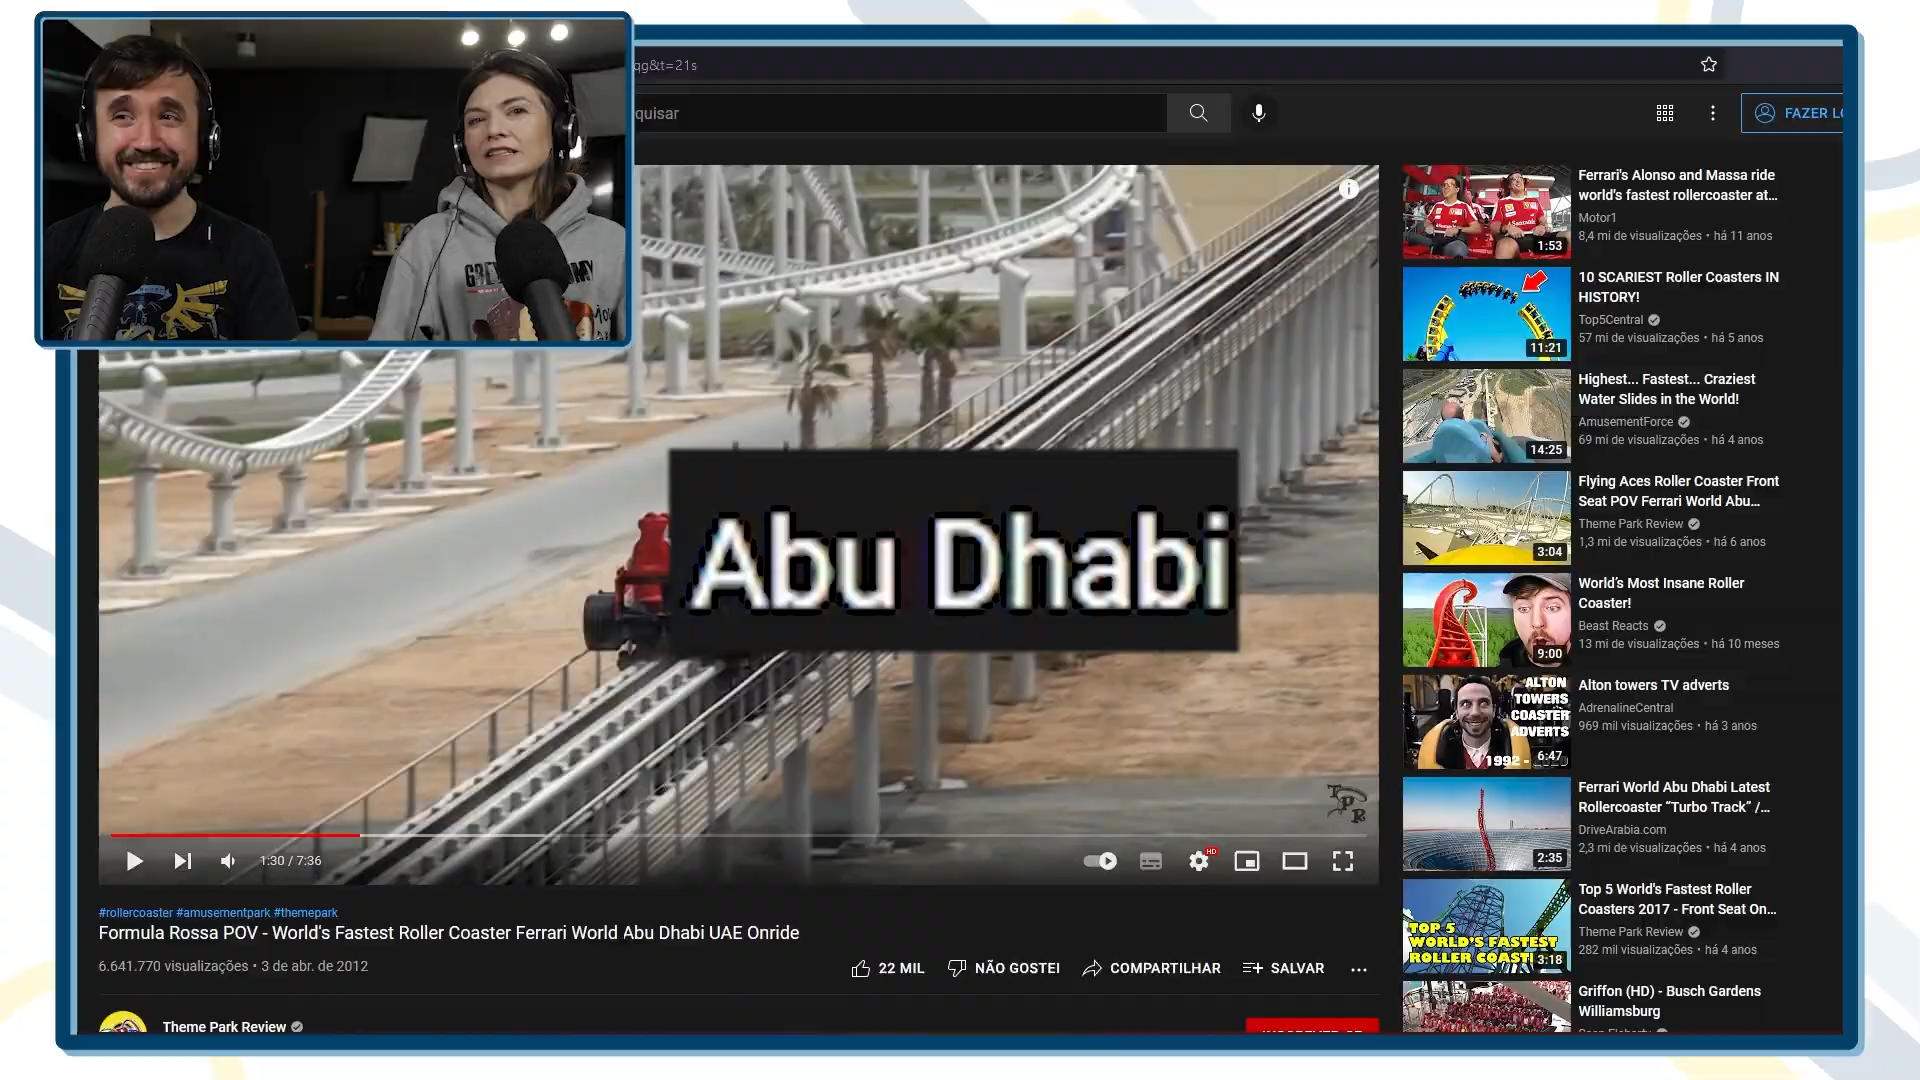 qg&t=21s
quisar
FAZER LO
GREY
MY
Abu Dhabi
TPR
1:30 / 7:36
HD
#rollercoaster #amusementpark #themepark
Formula Rossa POV - World's Fastest Roller Coaster Ferrari World Abu Dhabi UAE Onride
6.641.770 visualizações • 3 de abr. de 2012
22 MIL
NÃO GOSTEI
COMPARTILHAR
SALVAR
Theme Park Review
Ferrari's Alonso and Massa ride
world's fastest rollercoaster at...
Motor1
8,4 mi de visualizações • há 11 anos
1:53
10 SCARIEST Roller Coasters IN
HISTORY!
Top5Central
57 mi de visualizações • há 5 anos
11:21
Highest... Fastest... Craziest
Water Slides in the World!
AmusementForce
69 mi de visualizações • há 4 anos
14:25
Flying Aces Roller Coaster Front
Seat POV Ferrari World Abu...
Theme Park Review
1,3 mi de visualizações • há 6 anos
3:04
World's Most Insane Roller
Coaster!
Beast Reacts
13 mi de visualizações • há 10 meses
9:00
Alton towers TV adverts
AdrenalineCentral
969 mil visualizações • há 3 anos
ALTON
TOWERS
COASTER
ADVERTS
1992 -
6:47
Ferrari World Abu Dhabi Latest
Rollercoaster “Turbo Track” /...
DriveArabia.com
2,3 mi de visualizações • há 4 anos
2:35
Top 5 World's Fastest Roller
Coasters 2017 - Front Seat On...
Theme Park Review
282 mil visualizações • há 4 anos
TOP 5
WORLD'S FASTEST
ROLLER COAST
3:18
Griffon (HD) - Busch Gardens
Williamsburg